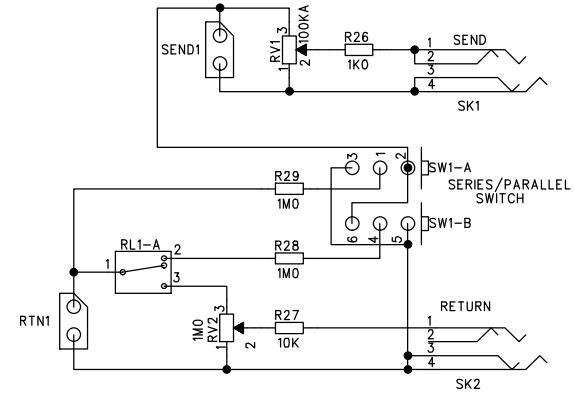 100KA
R26
SEND
SEND1
RV1
3
1
2
1K0
1
2
3
4
SK1
3
1
2
SW1-A
SERIES/PARALLEL
SWITCH
R29
1M0
SW1-B
6
4
5
RL1-A
1
2
3
R28
1M0
RTN1
1M0
RV2
3
1
2
R27
10K
RETURN
1
2
3
4
SK2